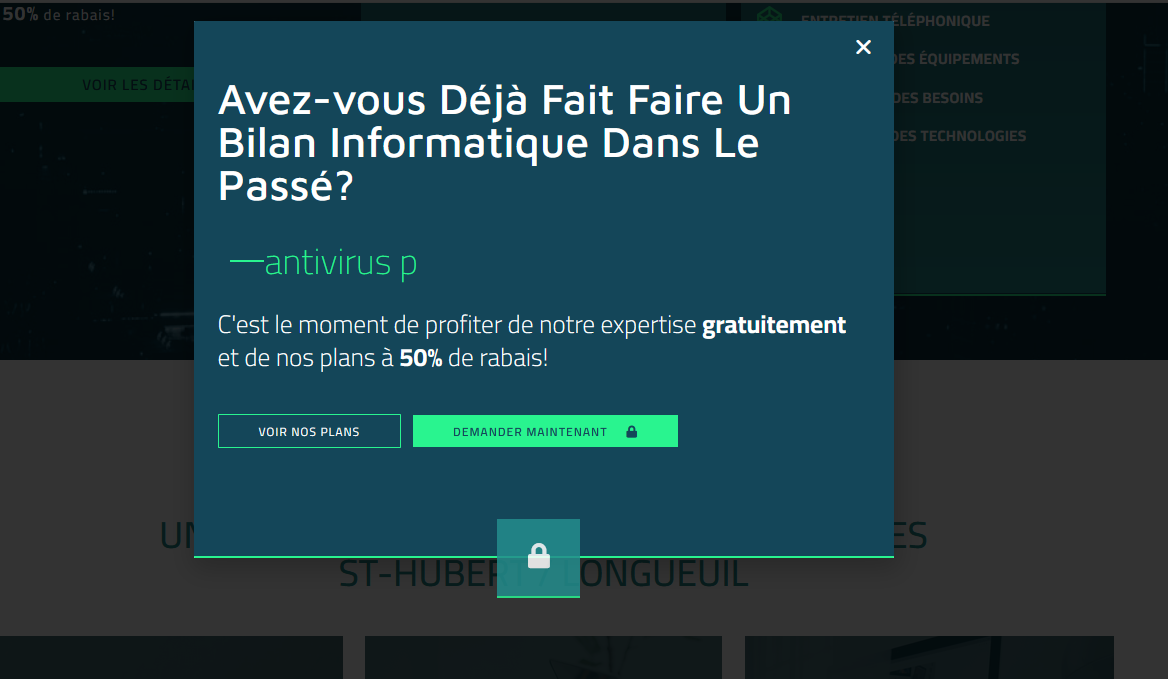 50% de rabais!
VOIR LES DÉTA
ENTRETIEN TÉLÉPHONIQUE
DES ÉQUIPEMENTS
DES BESOINS
DES TECHNOLOGIES
Avez-vous Déjà Fait Faire Un
Bilan Informatique Dans Le
Passé?
—antivirus p
C'est le moment de profiter de notre expertise gratuitement
et de nos plans à 50% de rabais!
VOIR NOS PLANS
DEMANDER MAINTENANT
UN ES
ST-HUBERT / LONGUEUIL